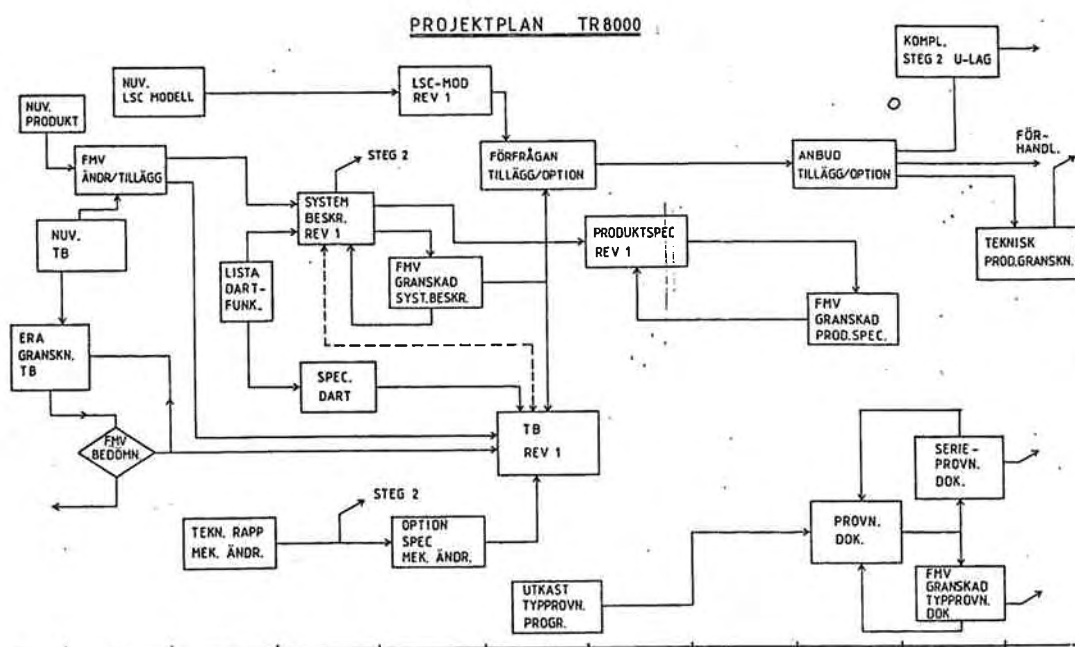 PROJEKTPLAN TR8000
KOMPL.
STEG 2 U-LAG
NUV.
LSC MODELL
LSC-MOD
REV 1
NUV.
PRODUKT
FMV
ÄNDR/TILLÄGG
STEG 2
FÖRFRÅGAN
TILLÄGG/OPTION
ANBUD
TILLÄGG/OPTION
FÖR-
HANDL.
SYSTEM
BESKR.
REV 1
NUV.
TB
PRODUKTSPEC
REV 1
TEKNISK
PROD.GRANSKN.
LISTA
DART-
FUNK.
FMV
GRANSKAD
SYST.BESKR.
FMV
GRANSKAD
PROD.SPEC.
ERA
GRANSKN.
TB
SPEC.
DART
FMV
BEDÖMN.
TB
REV 1
SERIE-
PROVN.
DOK.
STEG 2
TEKN. RAPP
MEK. ÄNDR.
OPTION
SPEC
MEK. ÄNDR.
PROVN.
DOK.
UTKAST
TYPPROVN.
PROGR.
FMV
GRANSKAD
TYPPROVN.
DOK